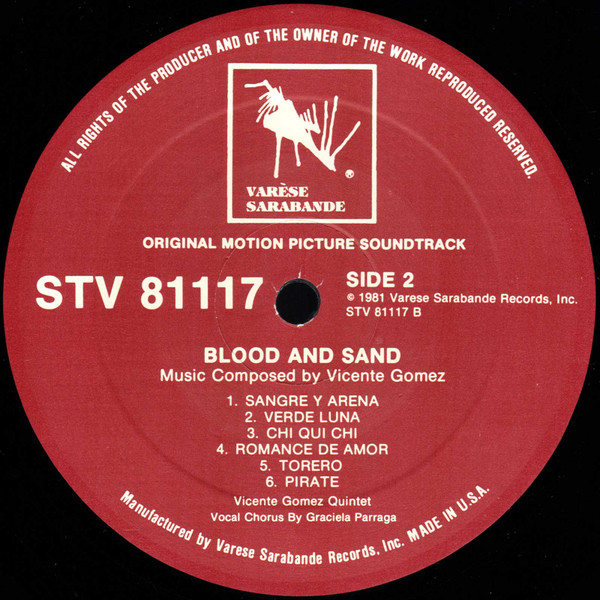 ALL RIGHTS OF THE PRODUCER AND OF THE OWNER OF THE WORK REPRODUCED RESERVED.
VARÈSE
SARABANDE
®
ORIGINAL MOTION PICTURE SOUNDTRACK
STV 81117
SIDE 2
℗ 1981 Varese Sarabande Records, Inc.
STV 81117 B
BLOOD AND SAND
Music Composed by Vicente Gomez
1. SANGRE Y ARENA
2. VERDE LUNA
3. CHI QUI CHI
4. ROMANCE DE AMOR
5. TORERO
6. PIRATE
Vicente Gomez Quintet
Vocal Chorus By Graciela Parraga
Manufactured by Varese Sarabande Records, Inc. MADE IN U.S.A.